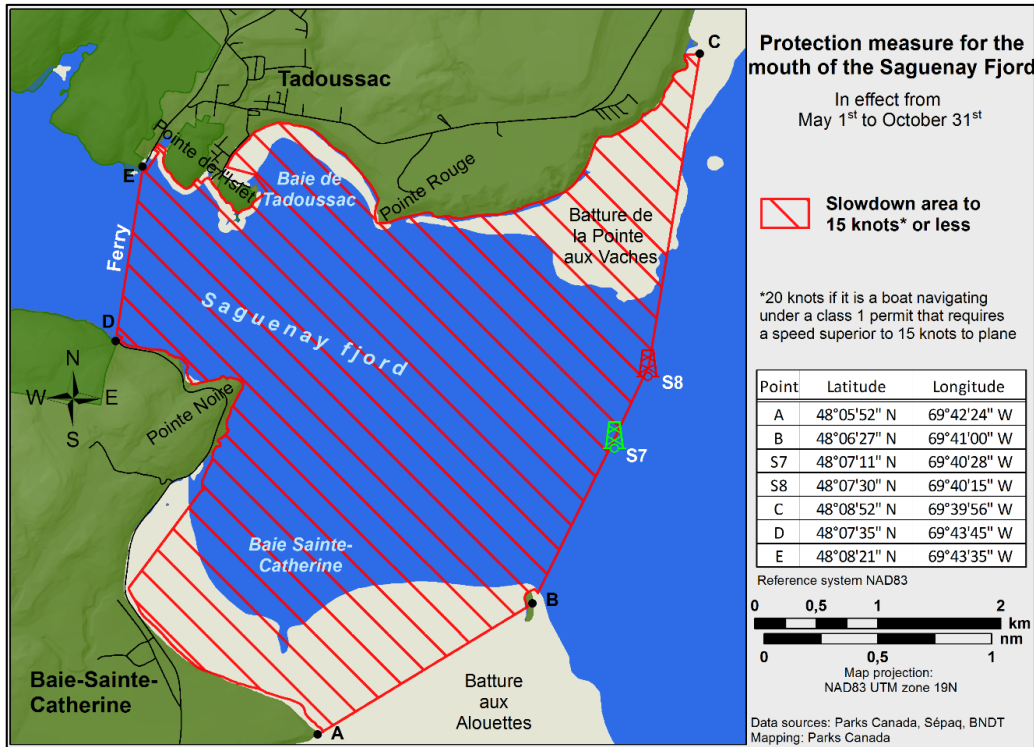 Protection measure for the
mouth of the Saguenay Fjord
In effect from
May 1st to October 31st
Slowdown area to
15 knots* or less
*20 knots if it is a boat navigating
under a class 1 permit that requires
a speed superior to 15 knots to plane
Point Latitude Longitude
A 48°05'52" N 69°42'24" W
B 48°06'27" N 69°41'00" W
S7 48°07'11" N 69°40'28" W
S8 48°07'30" N 69°40'15" W
C 48°08'52" N 69°39'56" W
D 48°07'35" N 69°43'45" W
E 48°08'21" N 69°43'35" W
Reference system NAD83
0 0,5 1 2
km
nm
0 0,5 1
Map projection:
NAD83 UTM zone 19N
Data sources: Parks Canada, Sépaq, BNDT
Mapping: Parks Canada
C
Tadoussac
Pointe de l'Islet
E
Baie de
Tadoussac
Pointe Rouge
Batture de
la Pointe
aux Vaches
Ferry
Saguenay fjord
D
N
W E
S
Pointe Noire
S8
S7
Baie Sainte-
Catherine
B
Baie-Sainte-
Catherine
Batture
aux
Alouettes
A